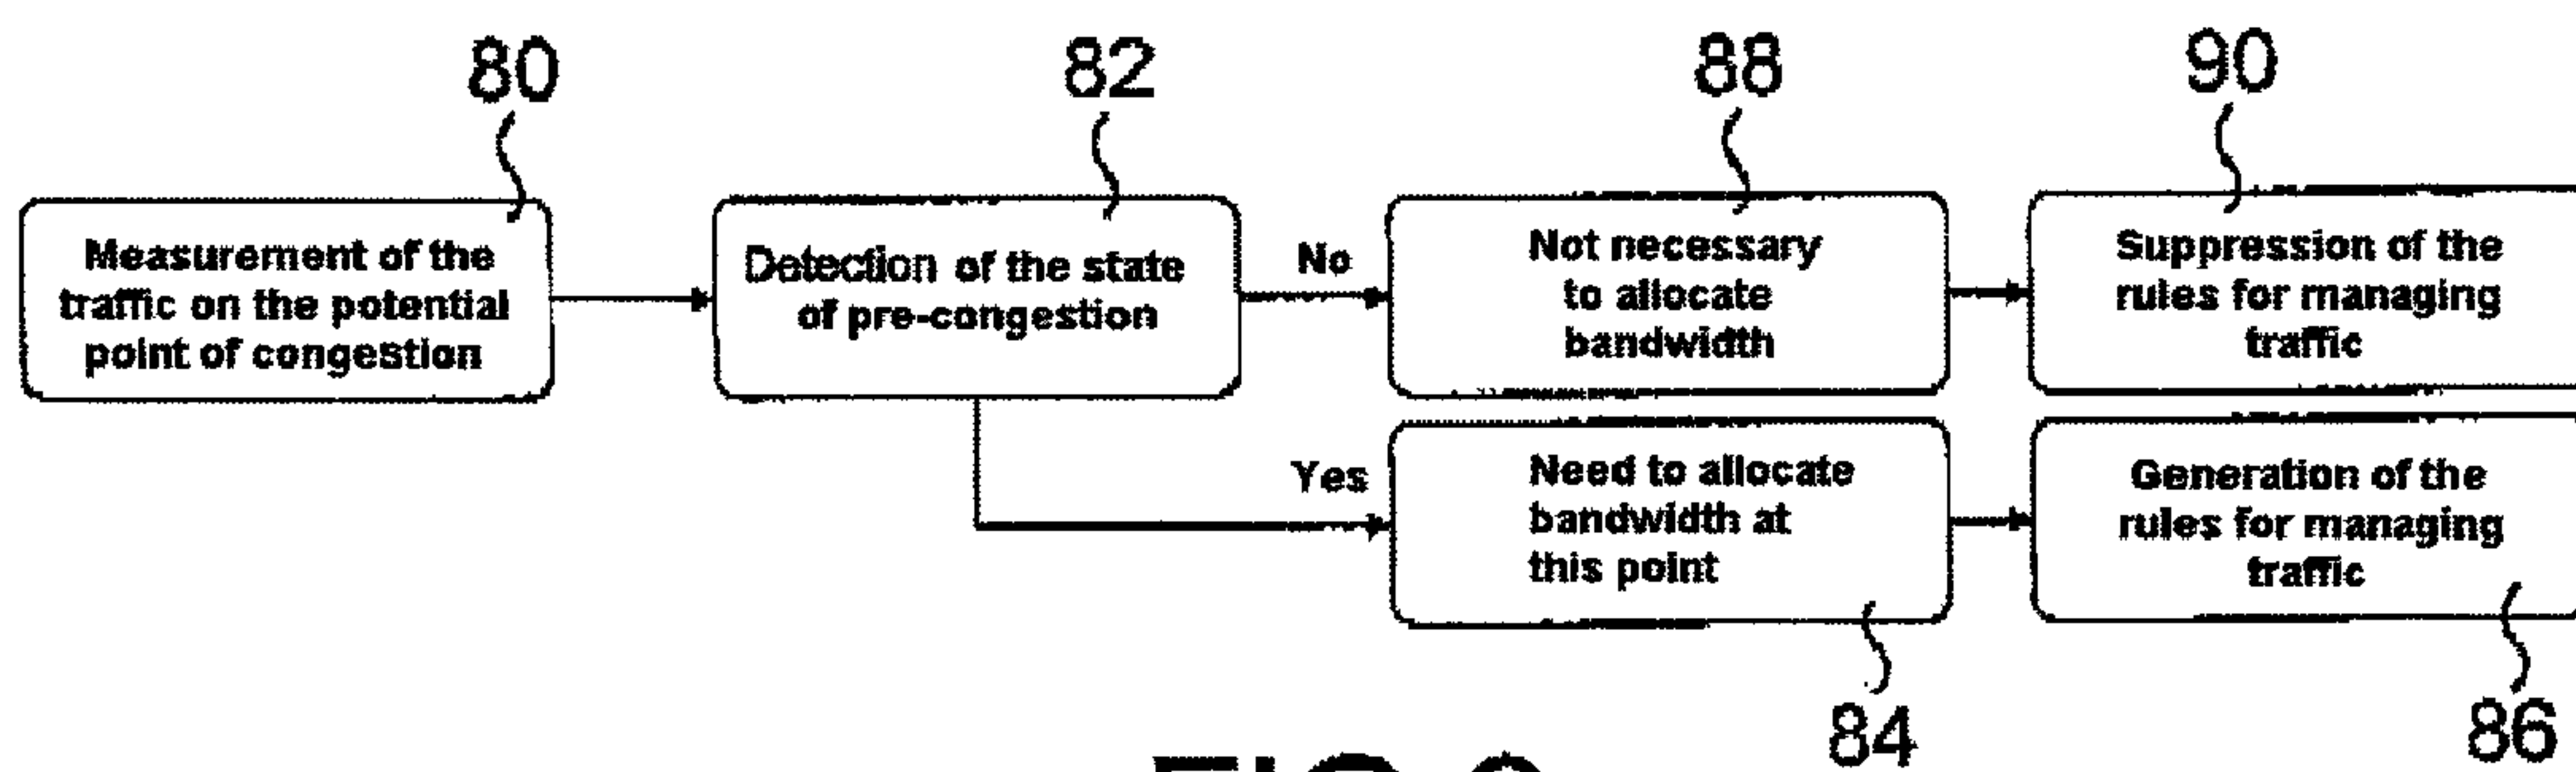 80
82
88
90
Measurement of the
traffic on the potential
point of congestion
Detection of the state
of pre-congestion
No
Not necessary
to allocate
bandwidth
Suppression of the
rules for managing
traffic
Yes
Need to allocate
bandwidth at
this point
Generation of the
rules for managing
traffic
84
86